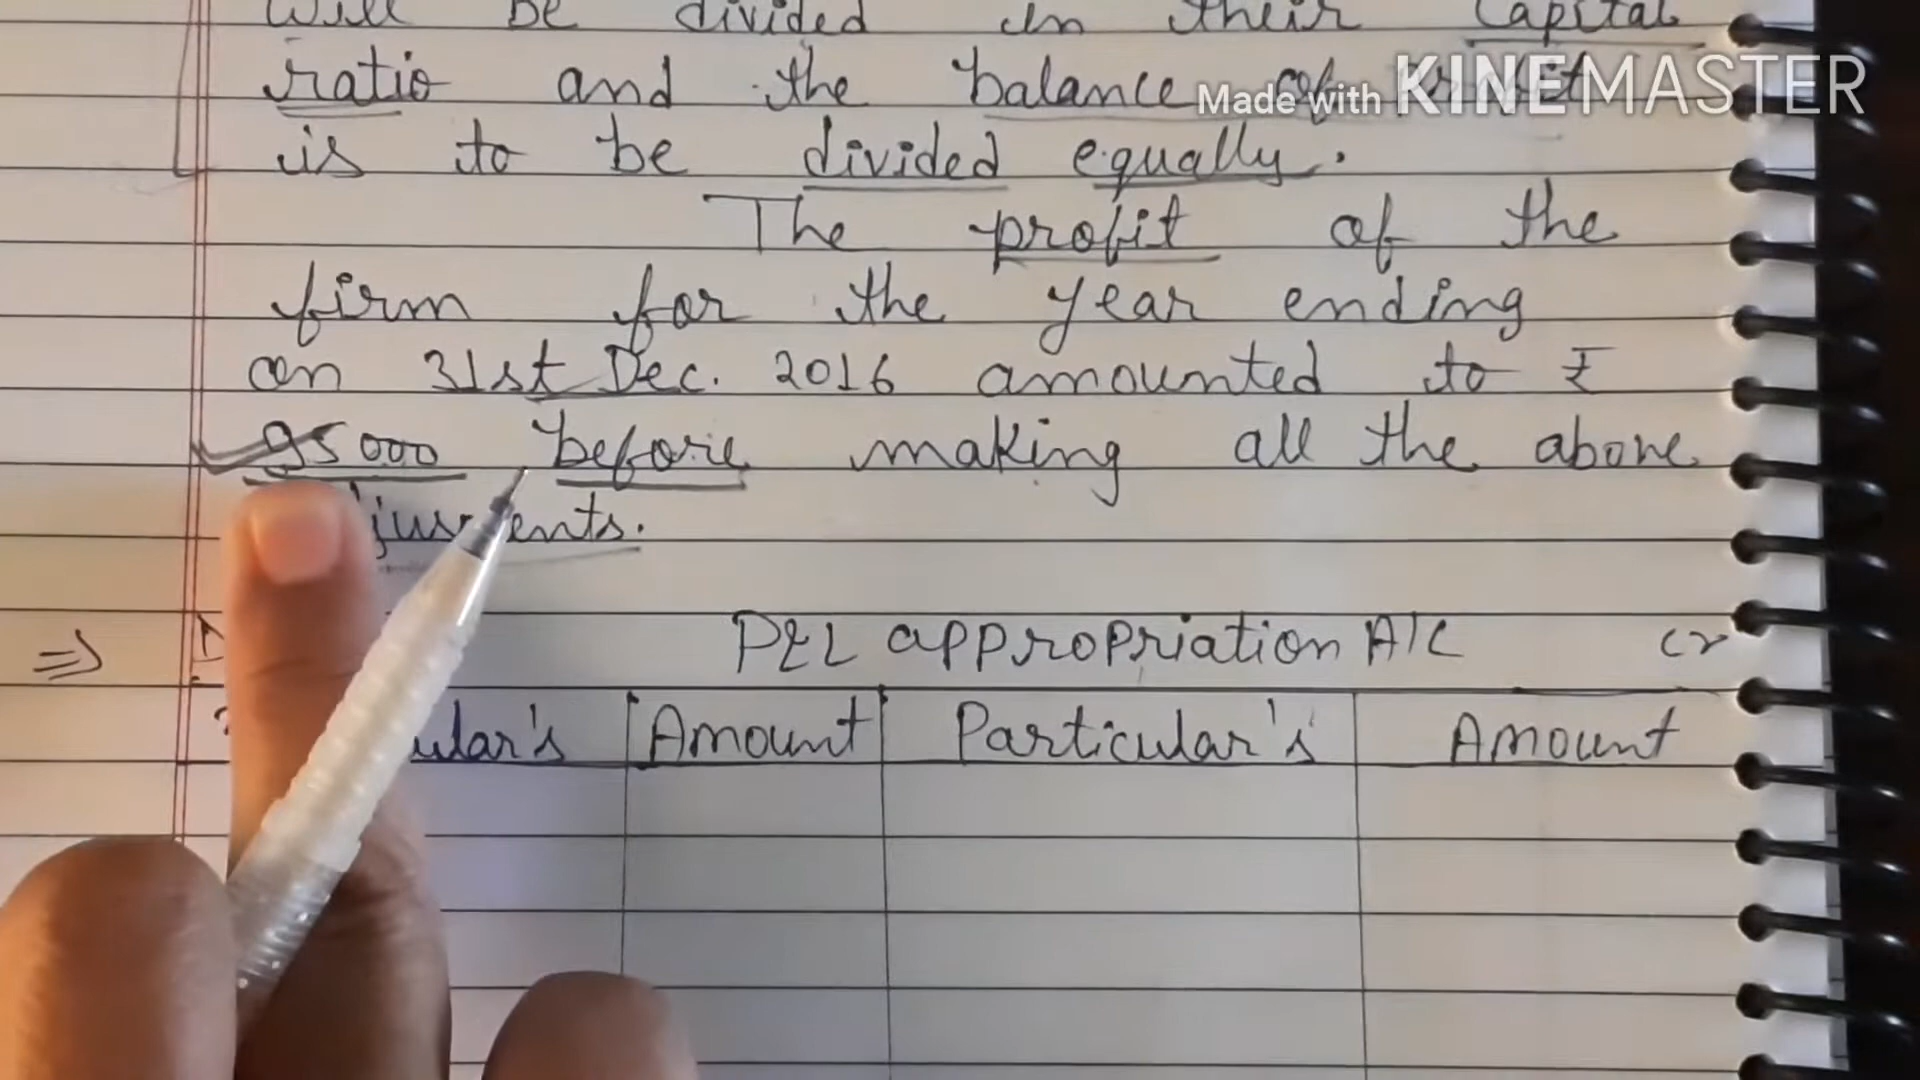 will be divided in their capital
ratio and the balance of profit
is to be divided equally.
The profit of the
firm for the year ending
on 31st Dec. 2016 amounted to ₹
95000 before making all the above
Made with KINEMASTER
P&L appropriation A/C Cr
Amount Particular's Amount